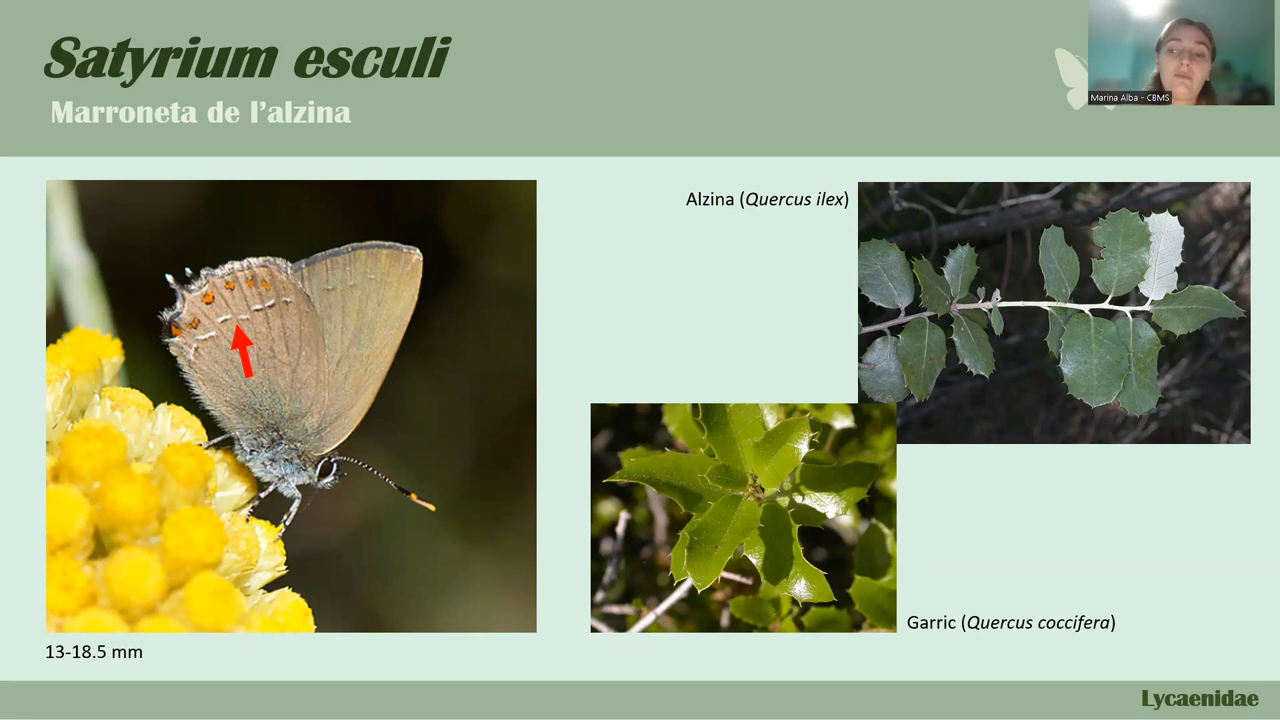 Satyrium esculi
Marroneta de l’alzina
Marina Alba - CBMS
Alzina (Quercus ilex)
Garric (Quercus coccifera)
13-18.5 mm
Lycaenidae